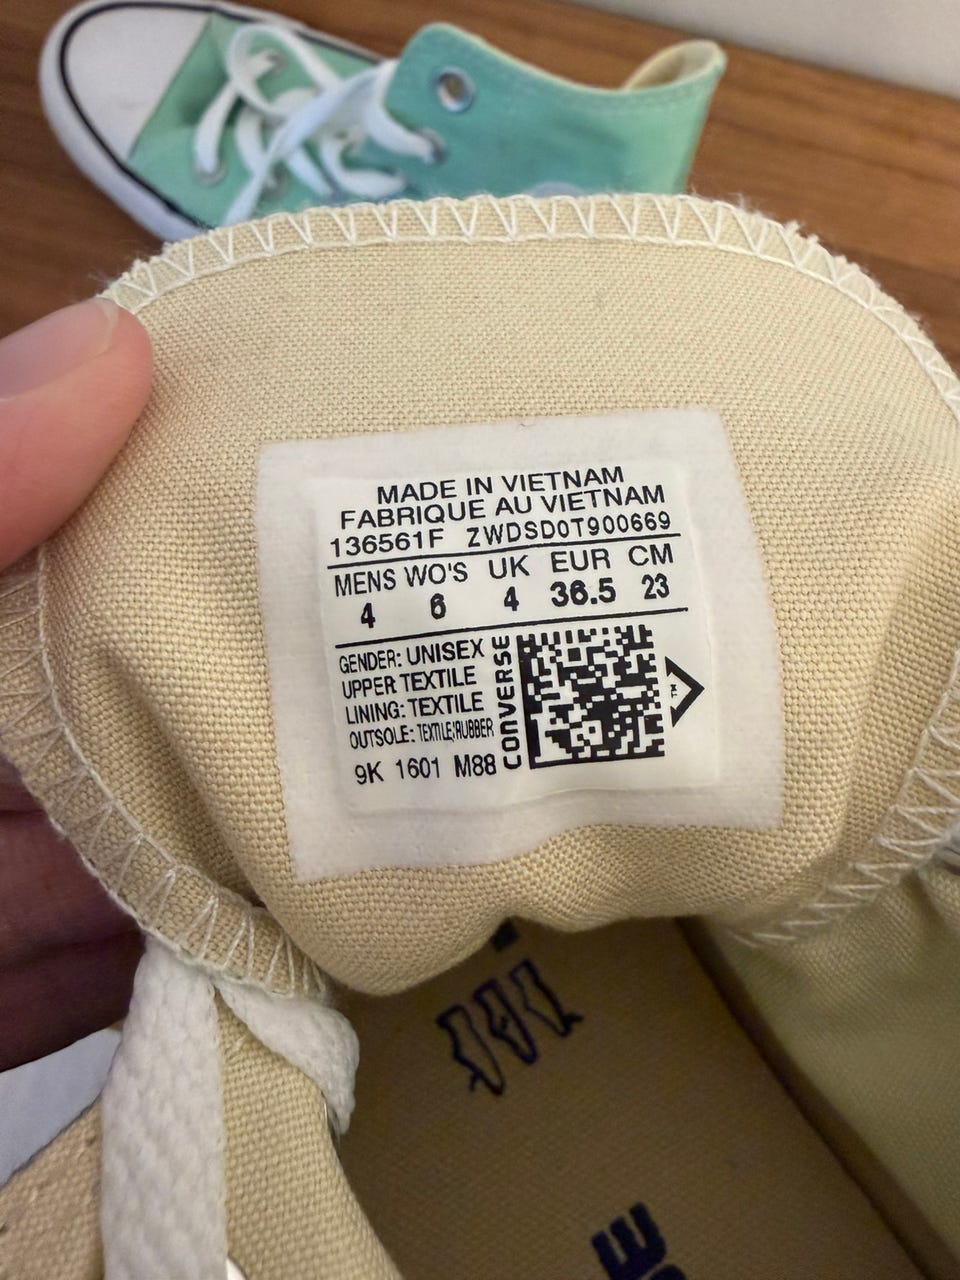 MADE IN VIETNAM
FABRIQUE AU VIETNAM
136561F ZWDSD0T900669
MENS WO'S UK EUR CM
4 6 4 36.5 23
GENDER: UNISEX
UPPER TEXTILE
LINING: TEXTILE
OUTSOLE: TEXTILE;RUBBER
9K 1601 M88
CONVERSE
TM